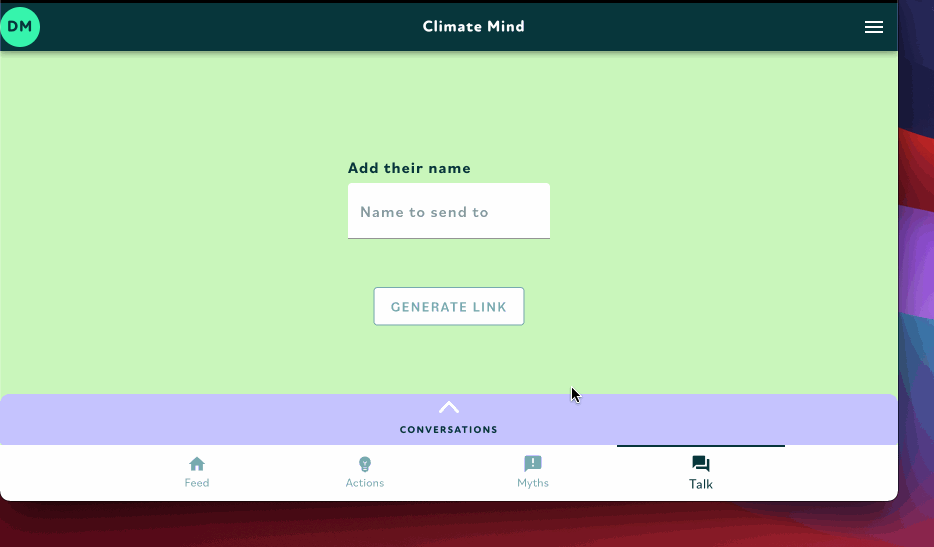 DM
Climate Mind
Add their name
Name to send to
GENERATE LINK
CONVERSATIONS
Feed
Actions
Myths
Talk